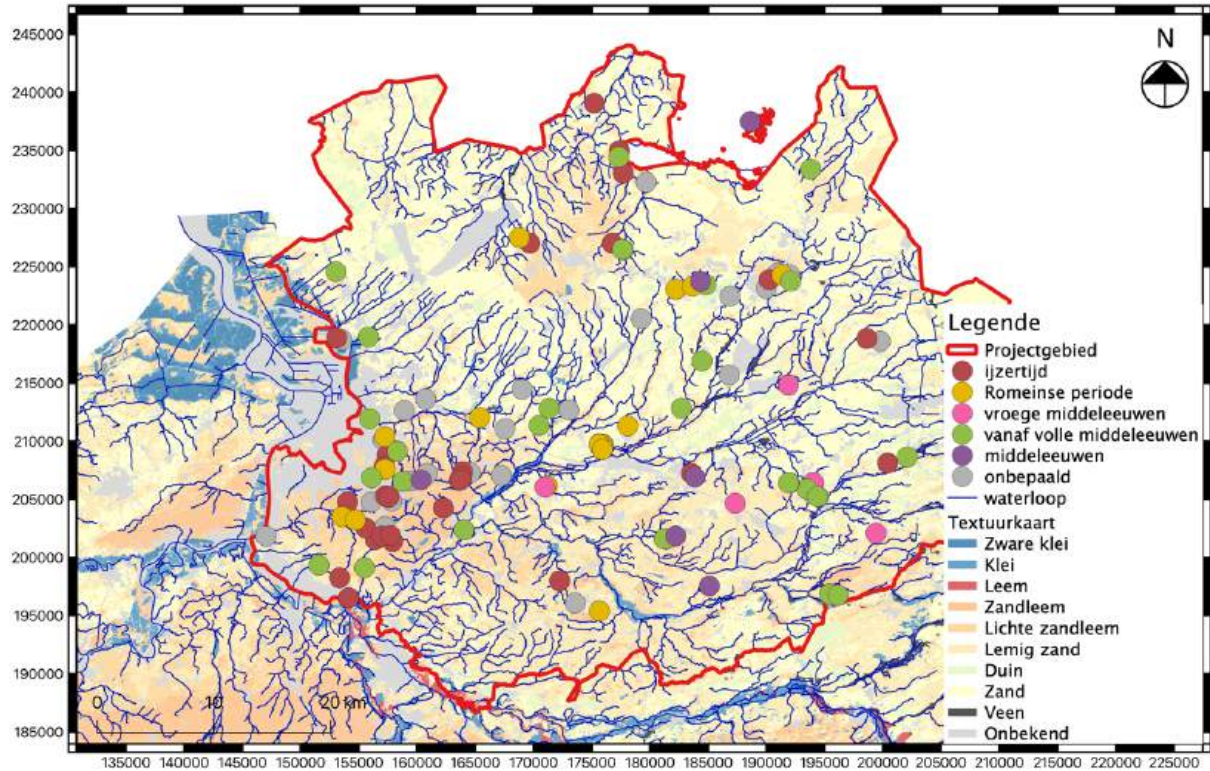 N
245000
240000
235000
230000
225000
220000
215000
210000
205000
200000
195000
190000
185000
Legende
Projectgebied
ijzertijd
Romeinse periode
vroege middeleeuwen
vanaf volle middeleeuwen
middeleeuwen
onbepaald
waterloop
Textuurkaart
Zware klei
Klei
Leem
Zandleem
Lichte zandleem
Lemig zand
Duin
Zand
Veen
Onbekend
0 10 20 km
135000 140000 145000 150000 155000 160000 165000 170000 175000 180000 185000 190000 195000 200000 205000 210000 215000 220000 225000